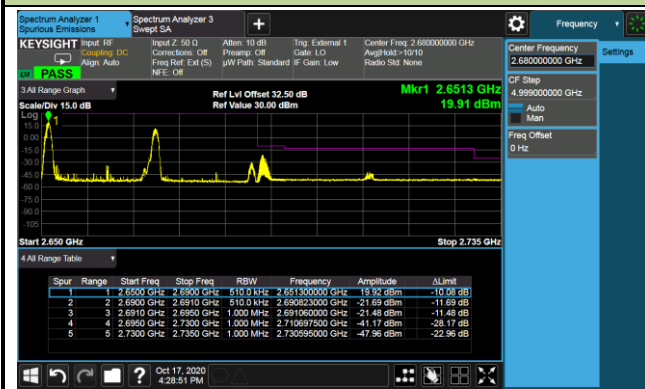 Spectrum Analyzer 1
Spurious Emissions
Spectrum Analyzer 3
Swept SA
+
Frequency
KEYSIGHT
Input: RF
Coupling: DC
Align: Auto
Input Z: 50 Ω
Corrections: Off
Freq Ref: Ext (S)
NFE: Off
Atten: 10 dB
Preamp: Off
µW Path: Standard
Trig: External 1
Gate: LO
IF Gain: Low
Center Freq: 2.680000000 GHz
Avg|Hold:>10/10
Radio Std: None
PASS
Center Frequency
2.680000000 GHz
Settings
CF Step
4.999000000 GHz
Auto
Man
Freq Offset
0 Hz
3 All Range Graph
Scale/Div 15.0 dB
Ref Lvl Offset 32.50 dB
Ref Value 30.00 dBm
Mkr1 2.6513 GHz
19.91 dBm
Log
1
15.0
0.00
-15.0
-30.0
-45.0
-60.0
-75.0
-90.0
-105
Start 2.650 GHz
Stop 2.735 GHz
4 All Range Table
Spur Range Start Freq Stop Freq RBW Frequency Amplitude ΔLimit
1 1 2.6500 GHz 2.6900 GHz 510.0 kHz 2.651300000 GHz 19.92 dBm -10.08 dB
2 2 2.6900 GHz 2.6910 GHz 510.0 kHz 2.690823000 GHz -21.69 dBm -11.69 dB
3 3 2.6910 GHz 2.6950 GHz 1.000 MHz 2.691060000 GHz -21.48 dBm -11.48 dB
4 4 2.6950 GHz 2.7300 GHz 1.000 MHz 2.710697500 GHz -41.17 dBm -28.17 dB
5 5 2.7300 GHz 2.7350 GHz 1.000 MHz 2.730595000 GHz -47.96 dBm -22.96 dB
?
Oct 17, 2020
4:28:51 PM